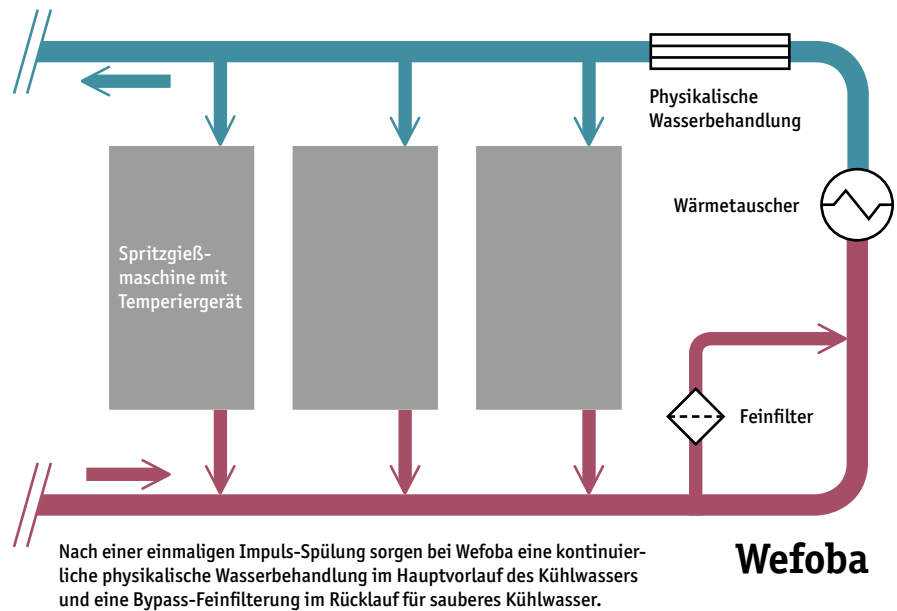 Physikalische
Wasserbehandlung
Wärmetauscher
Spritzgieß-
maschine mit
Temperiergerät
Feinfilter
Nach einer einmaligen Impuls-Spülung sorgen bei Wefoba eine kontinuier-
liche physikalische Wasserbehandlung im Hauptvorlauf des Kühlwassers
und eine Bypass-Feinfilterung im Rücklauf für sauberes Kühlwasser.
Wefoba